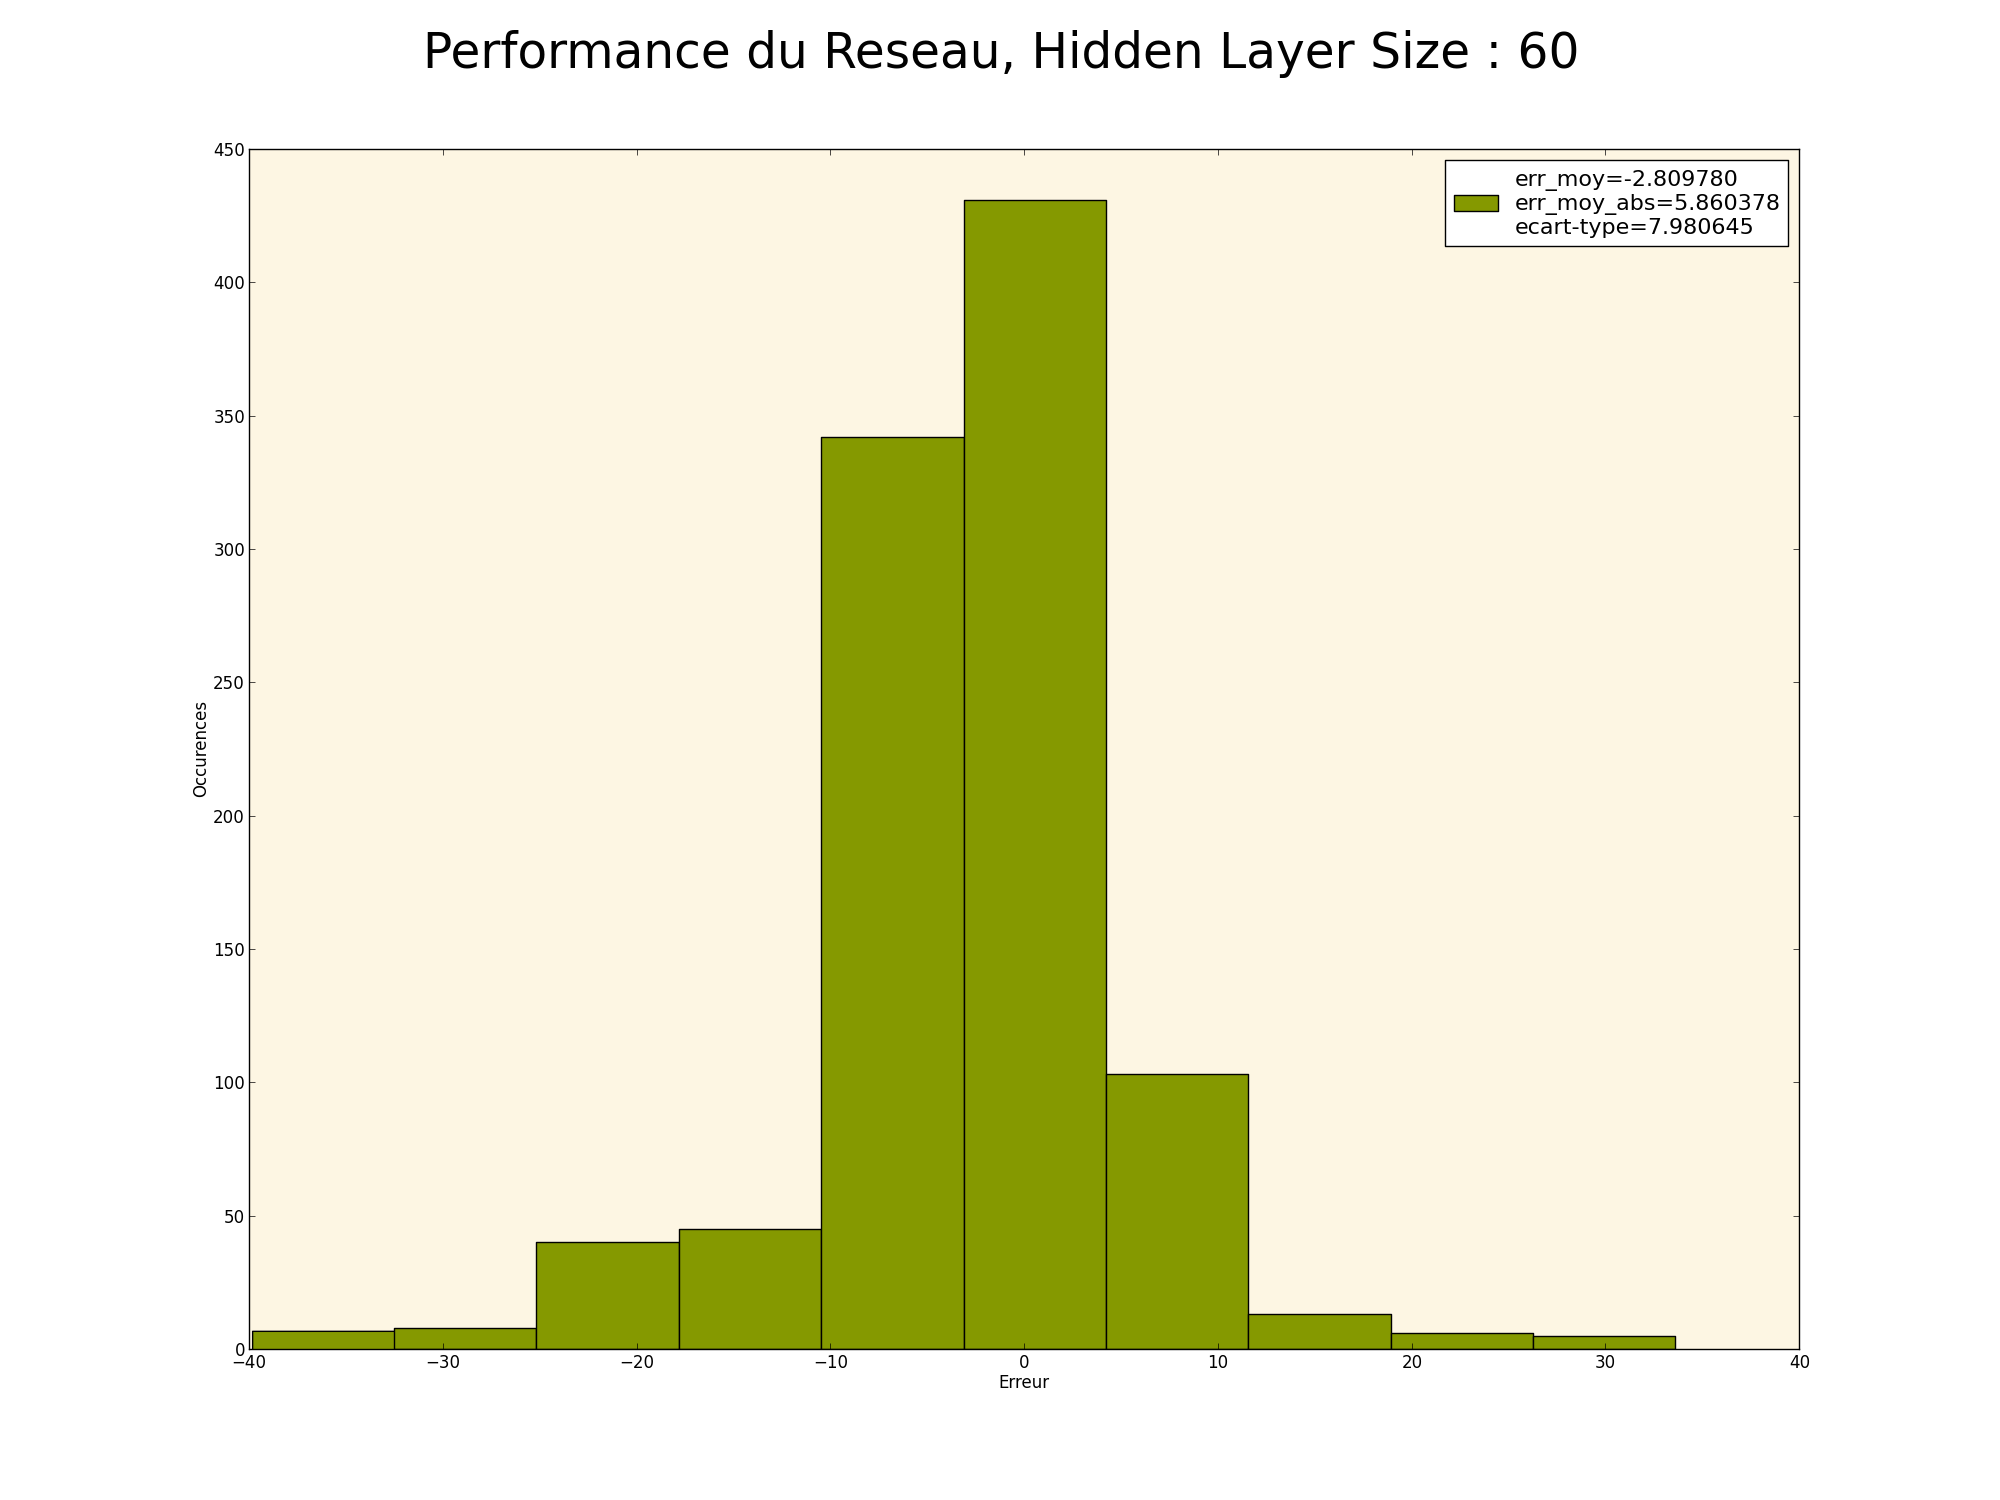 Performance du Reseau, Hidden Layer Size : 60
450
400
350
300
250
200
150
100
50
0
Occurences
err_moy=-2.809780
err_moy_abs=5.860378
ecart-type=7.980645
−40 −30 −20 −10 0 10 20 30 40
Erreur